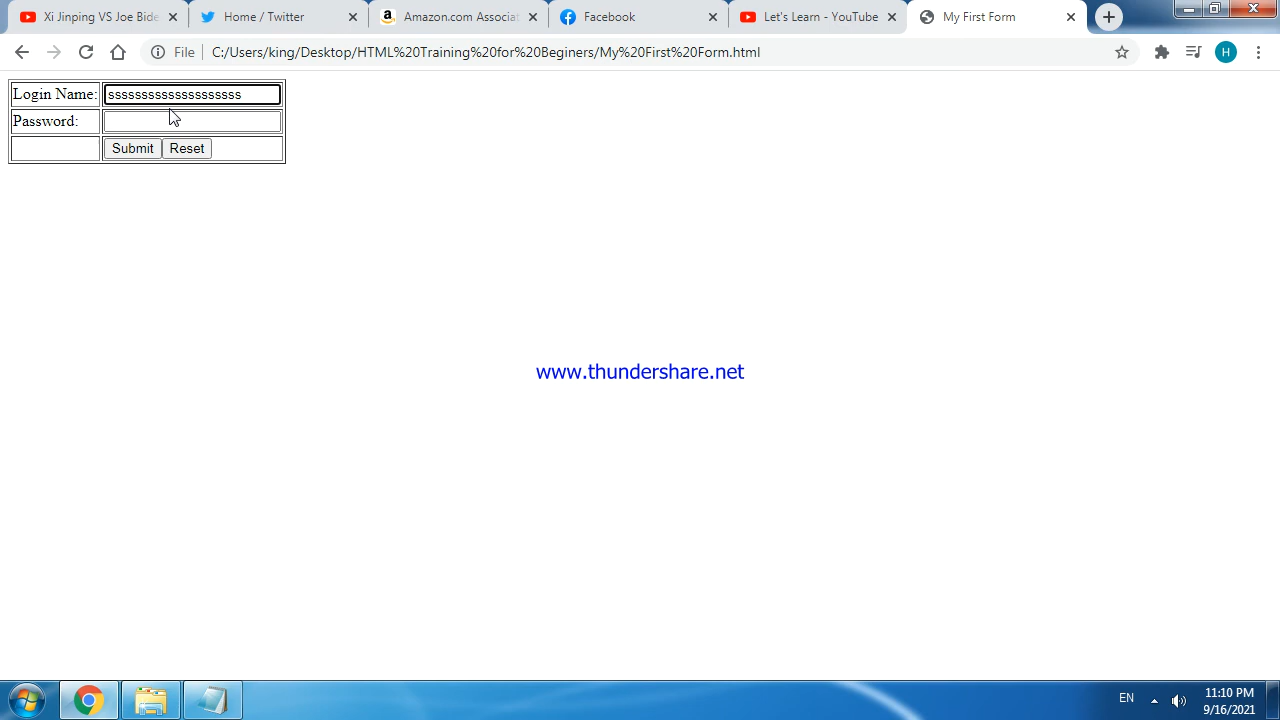 Xi Jinping VS Joe Bide
Home / Twitter
Amazon.com Associat
Facebook
Let's Learn - YouTube
My First Form
File
C:/Users/king/Desktop/HTML%20Training%20for%20Beginers/My%20First%20Form.html
H
Login Name: ssssssssssssssssssss
Password:
Submit Reset
www.thundershare.net
EN
11:10 PM
9/16/2021